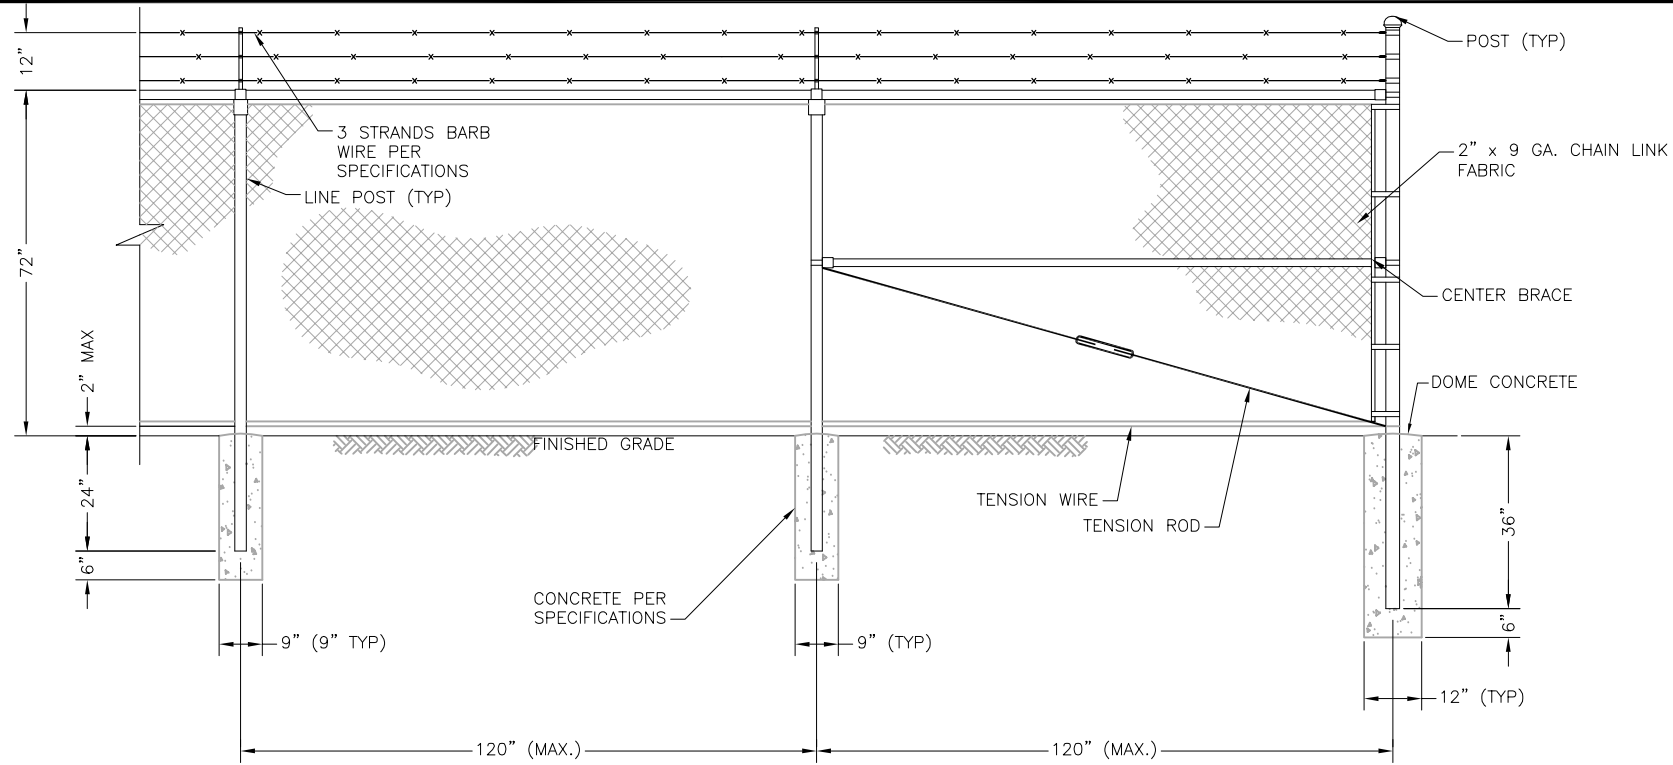 12"
POST (TYP)
3 STRANDS BARB
WIRE PER
SPECIFICATIONS
2" x 9 GA. CHAIN LINK
FABRIC
LINE POST (TYP)
72"
CENTER BRACE
2" MAX
DOME CONCRETE
FINISHED GRADE
24"
TENSION WIRE
36"
TENSION ROD
6"
CONCRETE PER
SPECIFICATIONS
6"
9" (9" TYP)
9" (TYP)
12" (TYP)
120" (MAX.)
120" (MAX.)